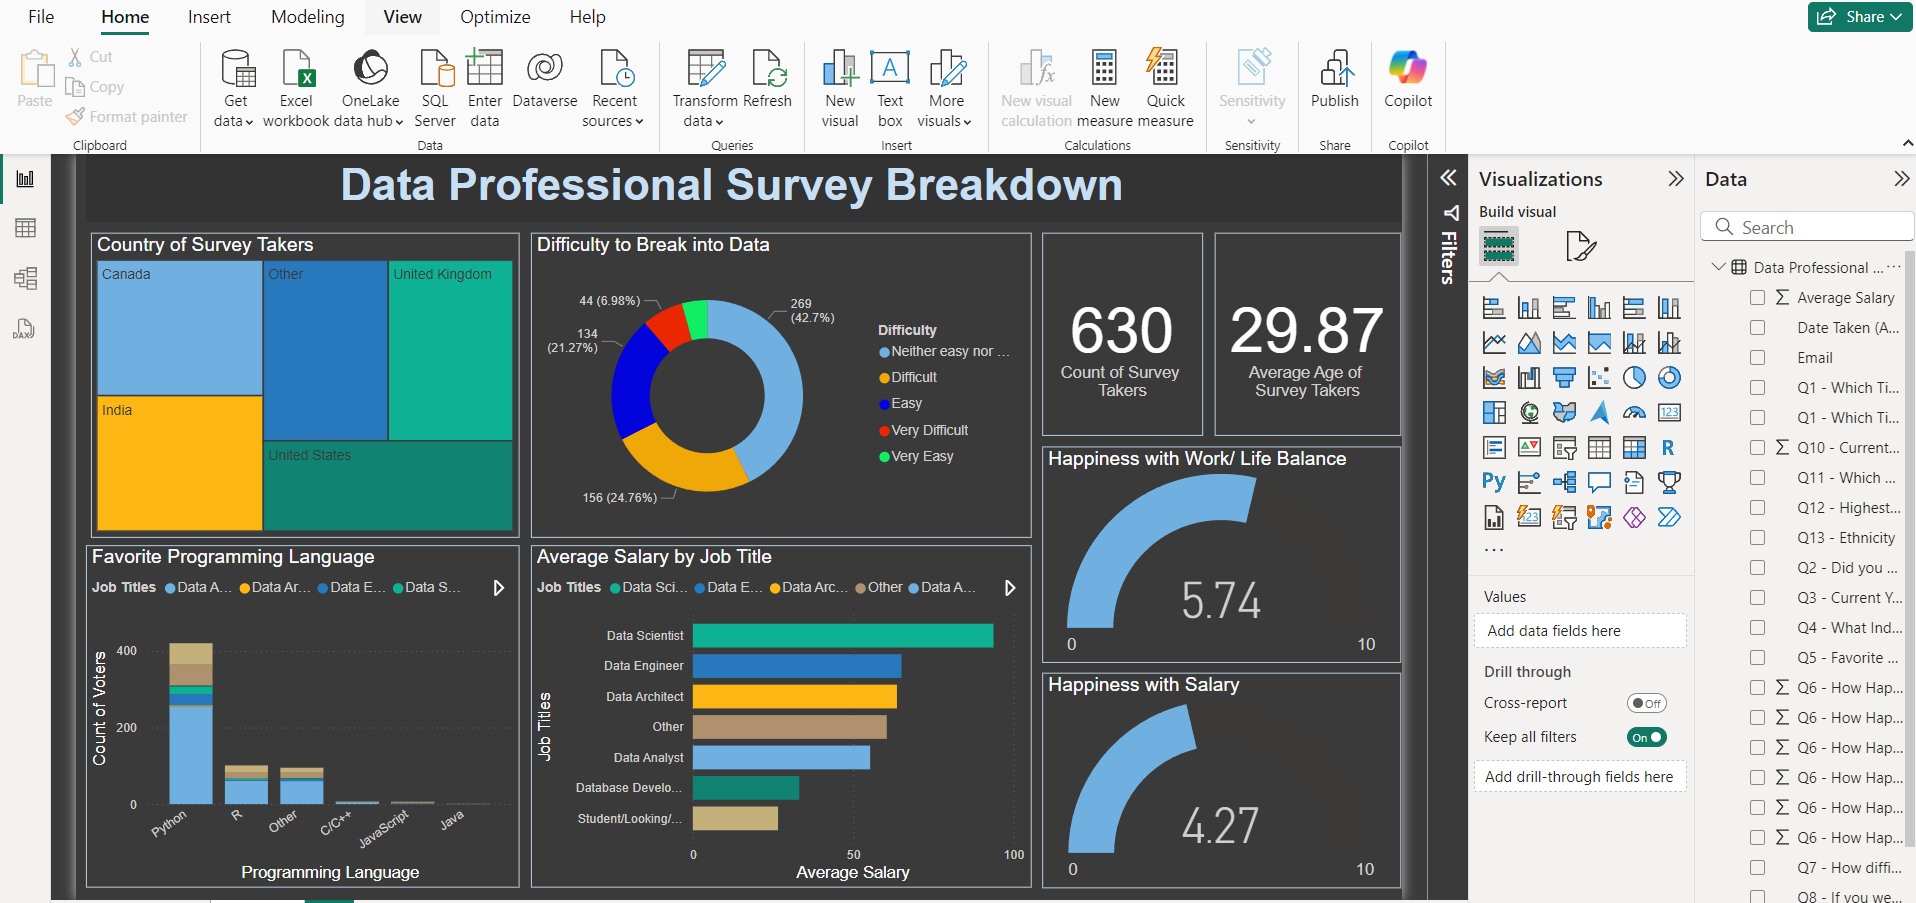 File Home Insert Modeling View Optimize Help
Share
Paste
Cut
Copy
Format painter
Clipboard
Get data
Excel workbook
OneLake data hub
SQL Server
Enter data
Dataverse
Recent sources
Data
Transform data
Refresh
Queries
New visual
Text box
More visuals
Insert
New visual calculation
New measure
Quick measure
Calculations
Sensitivity
Sensitivity
Publish
Share
Copilot
Copilot
Data Professional Survey Breakdown
Country of Survey Takers
Canada
Other
United Kingdom
India
United States
Difficulty to Break into Data
44 (6.98%)
269
(42.7%)
134
(21.27%)
156 (24.76%)
Difficulty
Neither easy nor ...
Difficult
Easy
Very Difficult
Very Easy
630
Count of Survey
Takers
29.87
Average Age of
Survey Takers
Happiness with Work/ Life Balance
5.74
0 10
Happiness with Salary
4.27
0 10
Favorite Programming Language
Job Titles Data A... Data Ar... Data E... Data S...
Count of Voters
400
200
0
Python R Other C/C++ JavaScript Java
Programming Language
Average Salary by Job Title
Job Titles Data Sci... Data E... Data Arc... Other Data A...
Job Titles
Data Scientist
Data Engineer
Data Architect
Other
Data Analyst
Database Develo...
Student/Looking/...
0 50 100
Average Salary
Filters
Visualizations
Build visual
123
R
Py
123
...
Values
Add data fields here
Drill through
Cross-report Off
Keep all filters On
Add drill-through fields here
Data
Search
Data Professional ... ...
Average Salary
Date Taken (A...
Email
Q1 - Which Ti...
Q1 - Which Ti...
Q10 - Current...
Q11 - Which ...
Q12 - Highest...
Q13 - Ethnicity
Q2 - Did you ...
Q3 - Current Y...
Q4 - What Ind...
Q5 - Favorite ...
Q6 - How Hap...
Q6 - How Hap...
Q6 - How Hap...
Q6 - How Hap...
Q6 - How Hap...
Q6 - How Hap...
Q7 - How diffi...
Q8 - If you we...